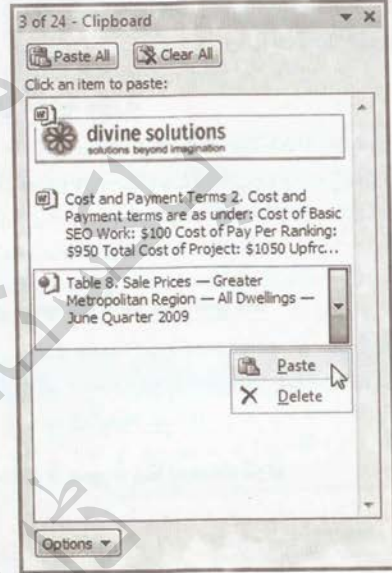 3 of 24 - Clipboard
Paste All Clear All
Click an item to paste:
divine solutions
solutions beyond imagination
Cost and Payment Terms 2. Cost and
Payment terms are as under: Cost of Basic
SEO Work: $100 Cost of Pay Per Ranking:
$950 Total Cost of Project: $1050 Upfrc...
Table 8. Sale Prices — Greater
Metropolitan Region — All Dwellings —
June Quarter 2009
Paste
Delete
Options